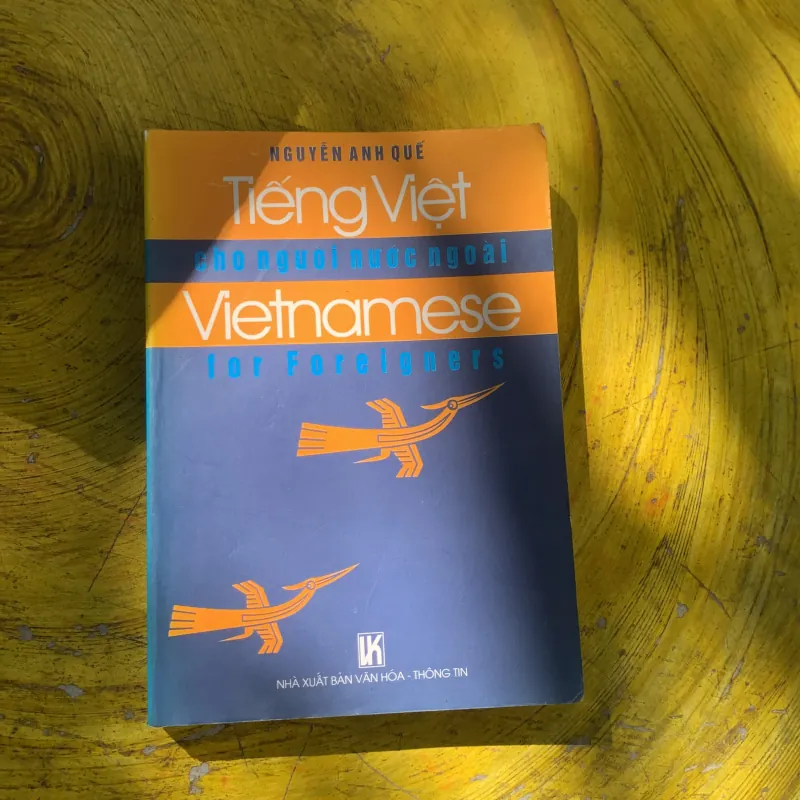 NGUYỄN ANH QUẾ
Tiếng Việt
cho người nước ngoài
Vietnamese
for Foreigners
VK
NHÀ XUẤT BẢN VĂN HÓA - THÔNG TIN